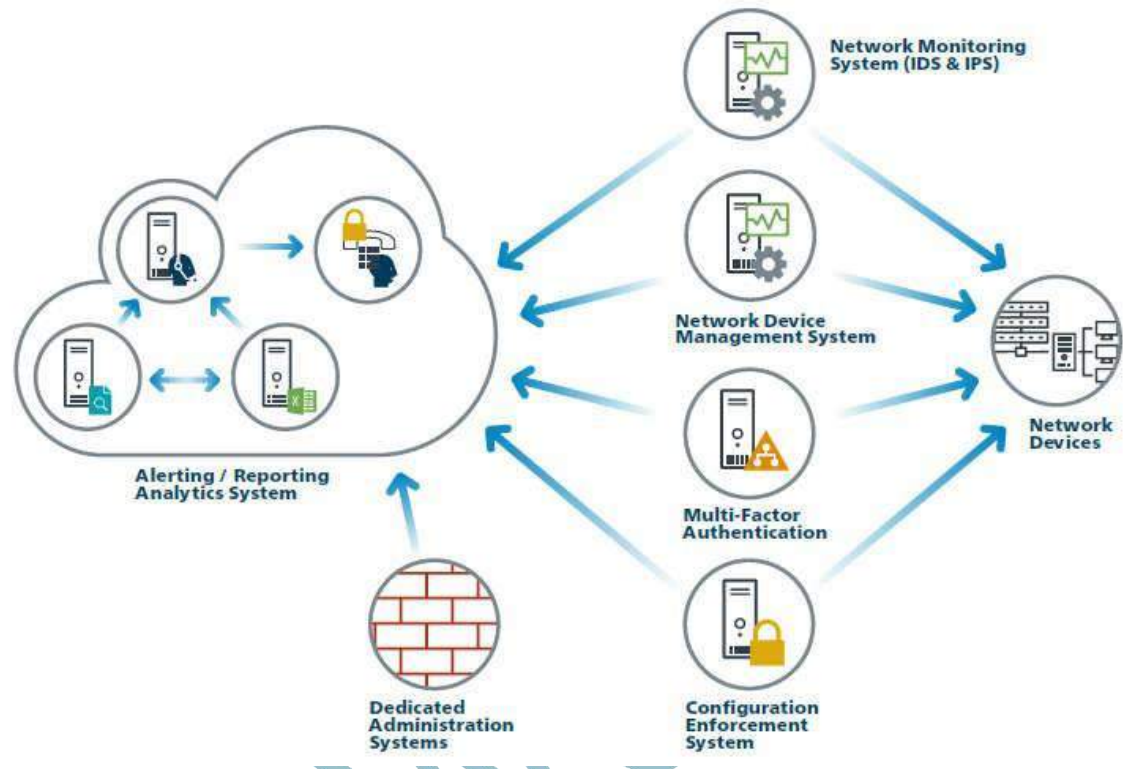 Network Monitoring
System (IDS & IPS)
Network Device
Management System
Network
Devices
Alerting / Reporting
Analytics System
Multi-Factor
Authentication
Dedicated
Administration
Systems
Configuration
Enforcement
System